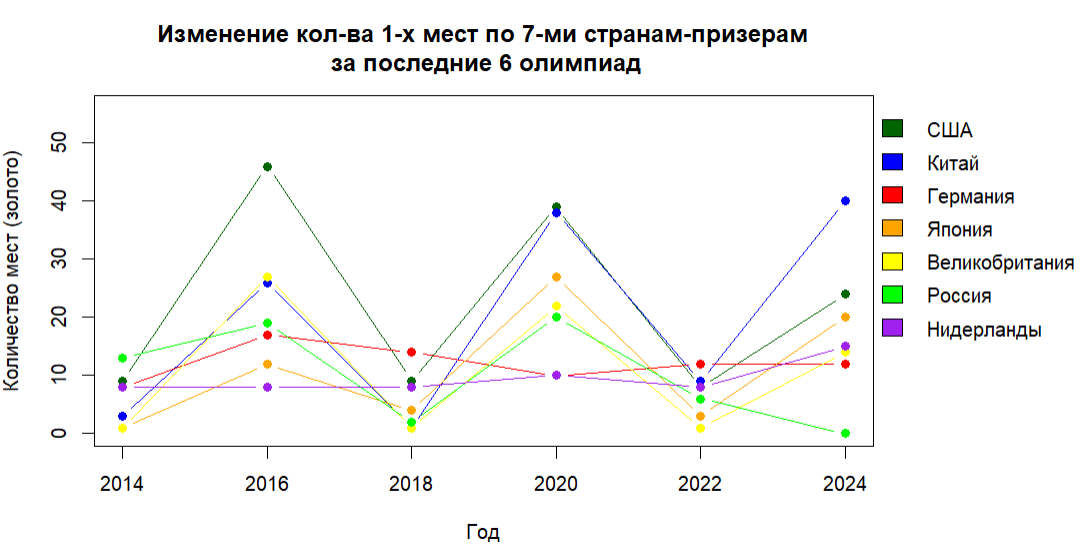 Изменение кол-ва 1-х мест по 7-ми странам-призерам
за последние 6 олимпиад
Количество мест (золото)
50
40
30
20
10
0
2014 2016 2018 2020 2022 2024
Год
США
Китай
Германия
Япония
Великобритания
Россия
Нидерланды